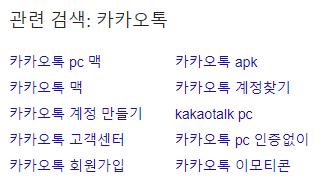 관련 검색: 카카오톡
카카오톡 pc 맥 카카오톡 apk
카카오톡 맥 카카오톡 계정찾기
카카오톡 계정 만들기 kakaotalk pc
카카오톡 고객센터 카카오톡 pc 인증없이
카카오톡 회원가입 카카오톡 이모티콘